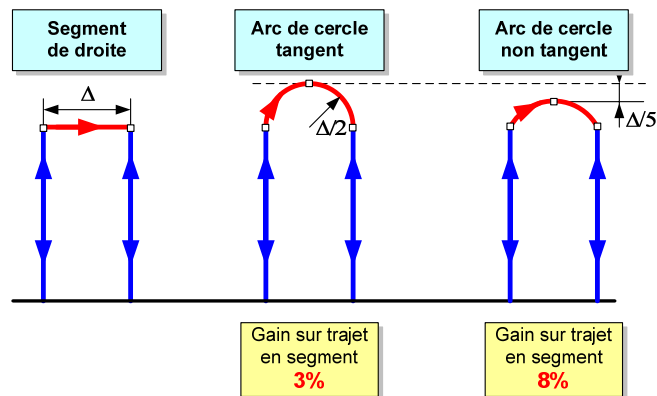 Segment
de droite
Arc de cercle
tangent
Arc de cercle
non tangent
Δ
Δ/2
Δ/5
Gain sur trajet
en segment
3%
Gain sur trajet
en segment
8%